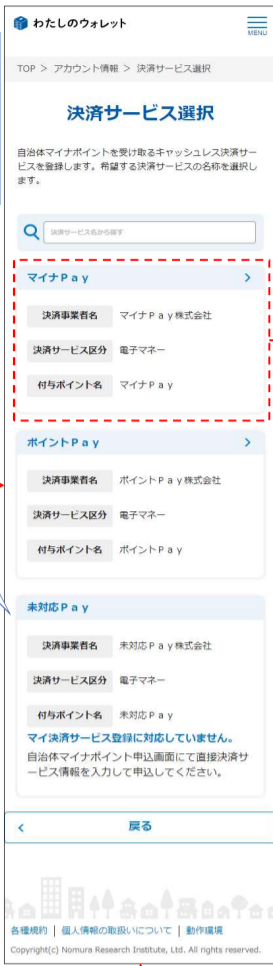 わたしのウォレット
MENU
TOP > アカウント情報 > 決済サービス選択
決済サービス選択
自治体マイナポイントを受け取るキャッシュレス決済サー
ビスを登録します。希望する決済サービスの名称を選択し
ます。
決済サービス名から探す
マイナPay
決済事業者名 マイナPay株式会社
決済サービス区分 電子マネー
付与ポイント名 マイナPay
ポイントPay
決済事業者名 ポイントPay株式会社
決済サービス区分 電子マネー
付与ポイント名 ポイントPay
未対応Pay
決済事業者名 未対応Pay株式会社
決済サービス区分 電子マネー
付与ポイント名 未対応Pay
マイ決済サービス登録に対応していません。
自治体マイナポイント申込画面にて直接決済サ
ービス情報を入力して申込してください。
戻る
各種規約 | 個人情報の取扱いについて | 動作環境
Copyright(c) Nomura Research Institute, Ltd. All rights reserved.